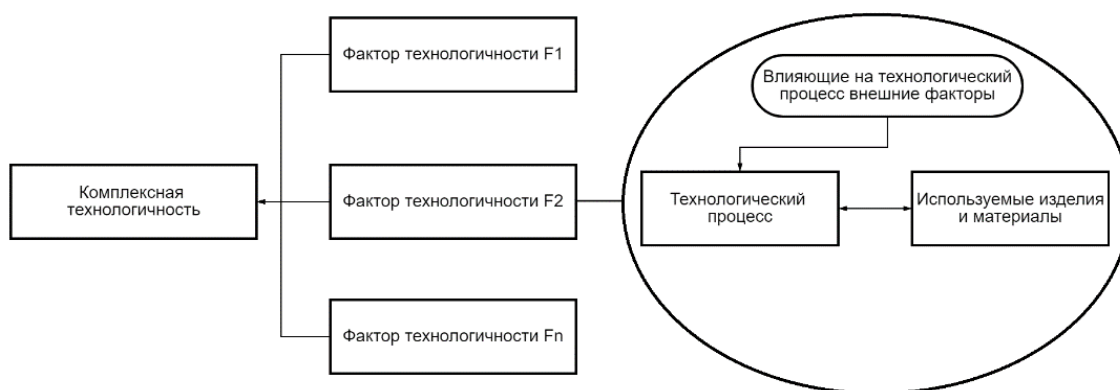 Фактор технологичности F1
Влияющие на технологический
процесс внешние факторы
Комплексная
технологичность
Фактор технологичности F2
Технологический
процесс
Используемые изделия
и материалы
Фактор технологичности Fn